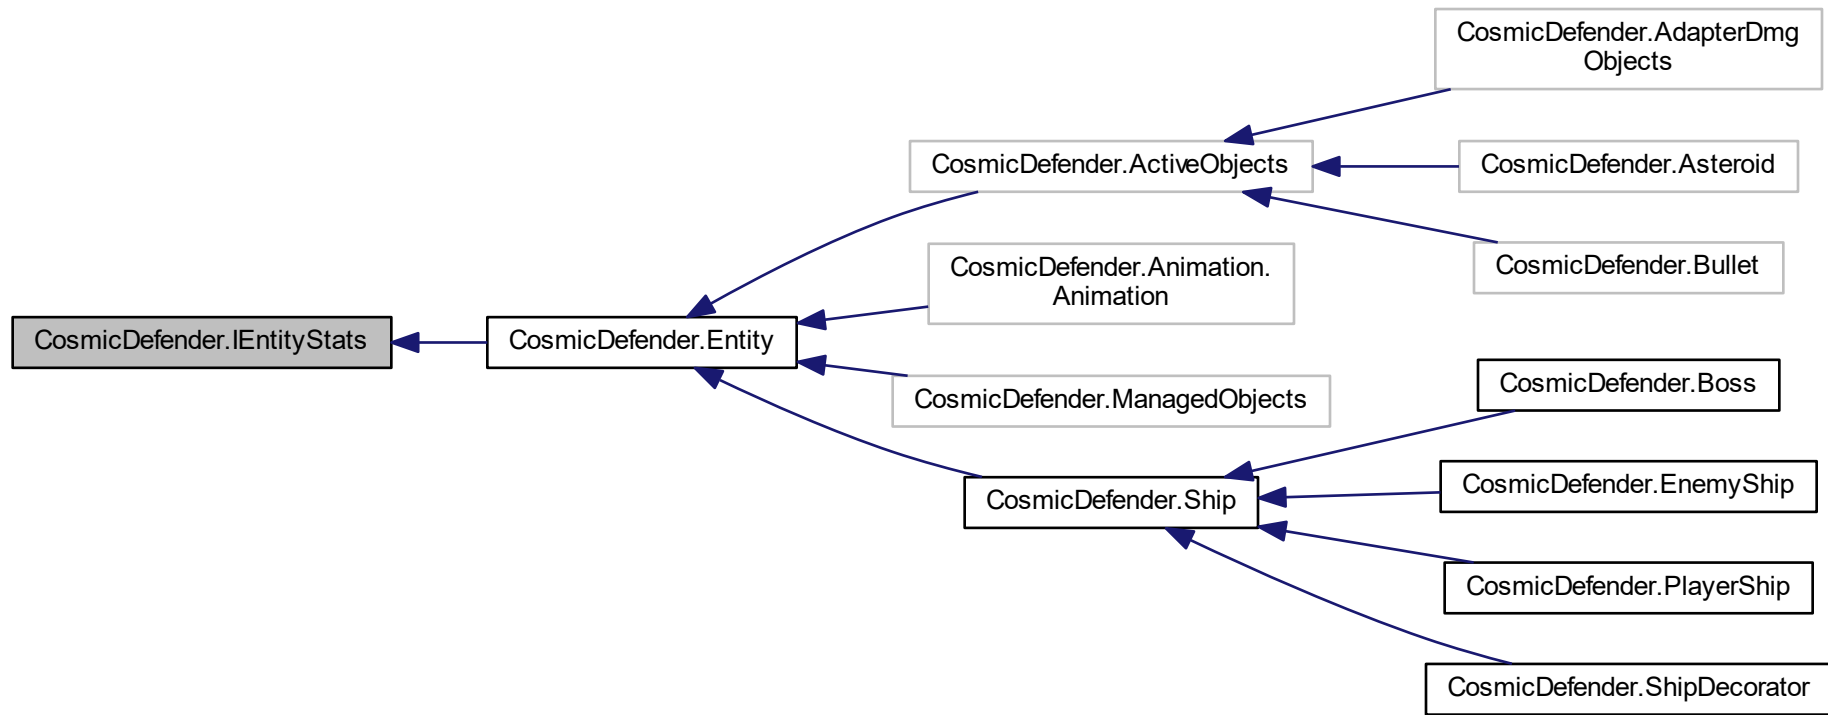 CosmicDefender.AdapterDmg
Objects
CosmicDefender.ActiveObjects
CosmicDefender.Asteroid
CosmicDefender.Bullet
CosmicDefender.Animation.
Animation
CosmicDefender.IEntityStats
CosmicDefender.Entity
CosmicDefender.ManagedObjects
CosmicDefender.Boss
CosmicDefender.EnemyShip
CosmicDefender.Ship
CosmicDefender.PlayerShip
CosmicDefender.ShipDecorator